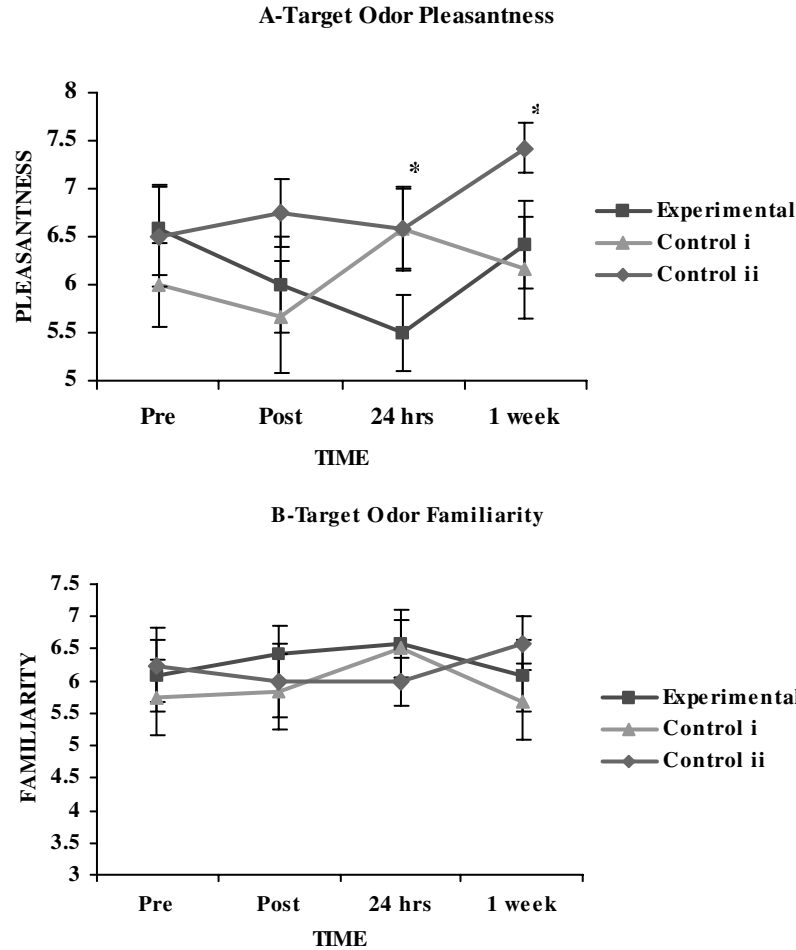 A-Target Odor Pleasantness
8
7.5
7
6.5
6
5.5
5
PLEASANTNESS
*
*
Experimental
Control i
Control ii
Pre Post 24 hrs 1 week
TIME
B-Target Odor Familiarity
7.5
7
6.5
6
5.5
5
4.5
4
3.5
3
FAMILIARITY
Experimental
Control i
Control ii
Pre Post 24 hrs 1 week
TIME